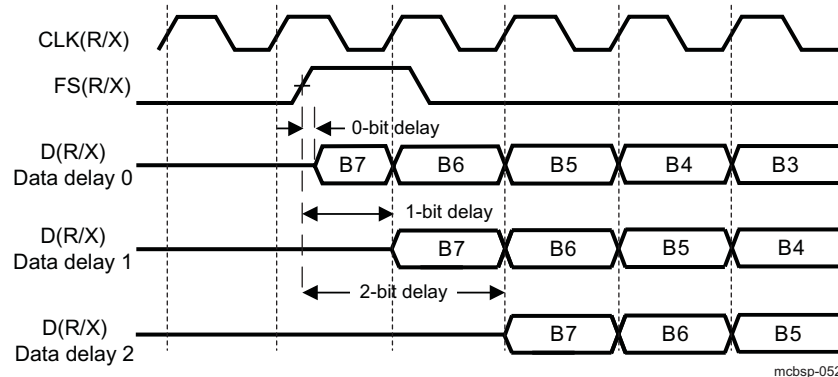 CLK(R/X)
FS(R/X)
0-bit delay
D(R/X)
Data delay 0
B7 B6 B5 B4 B3
1-bit delay
D(R/X)
Data delay 1
B7 B6 B5 B4
2-bit delay
D(R/X)
Data delay 2
B7 B6 B5
mcbsp-052